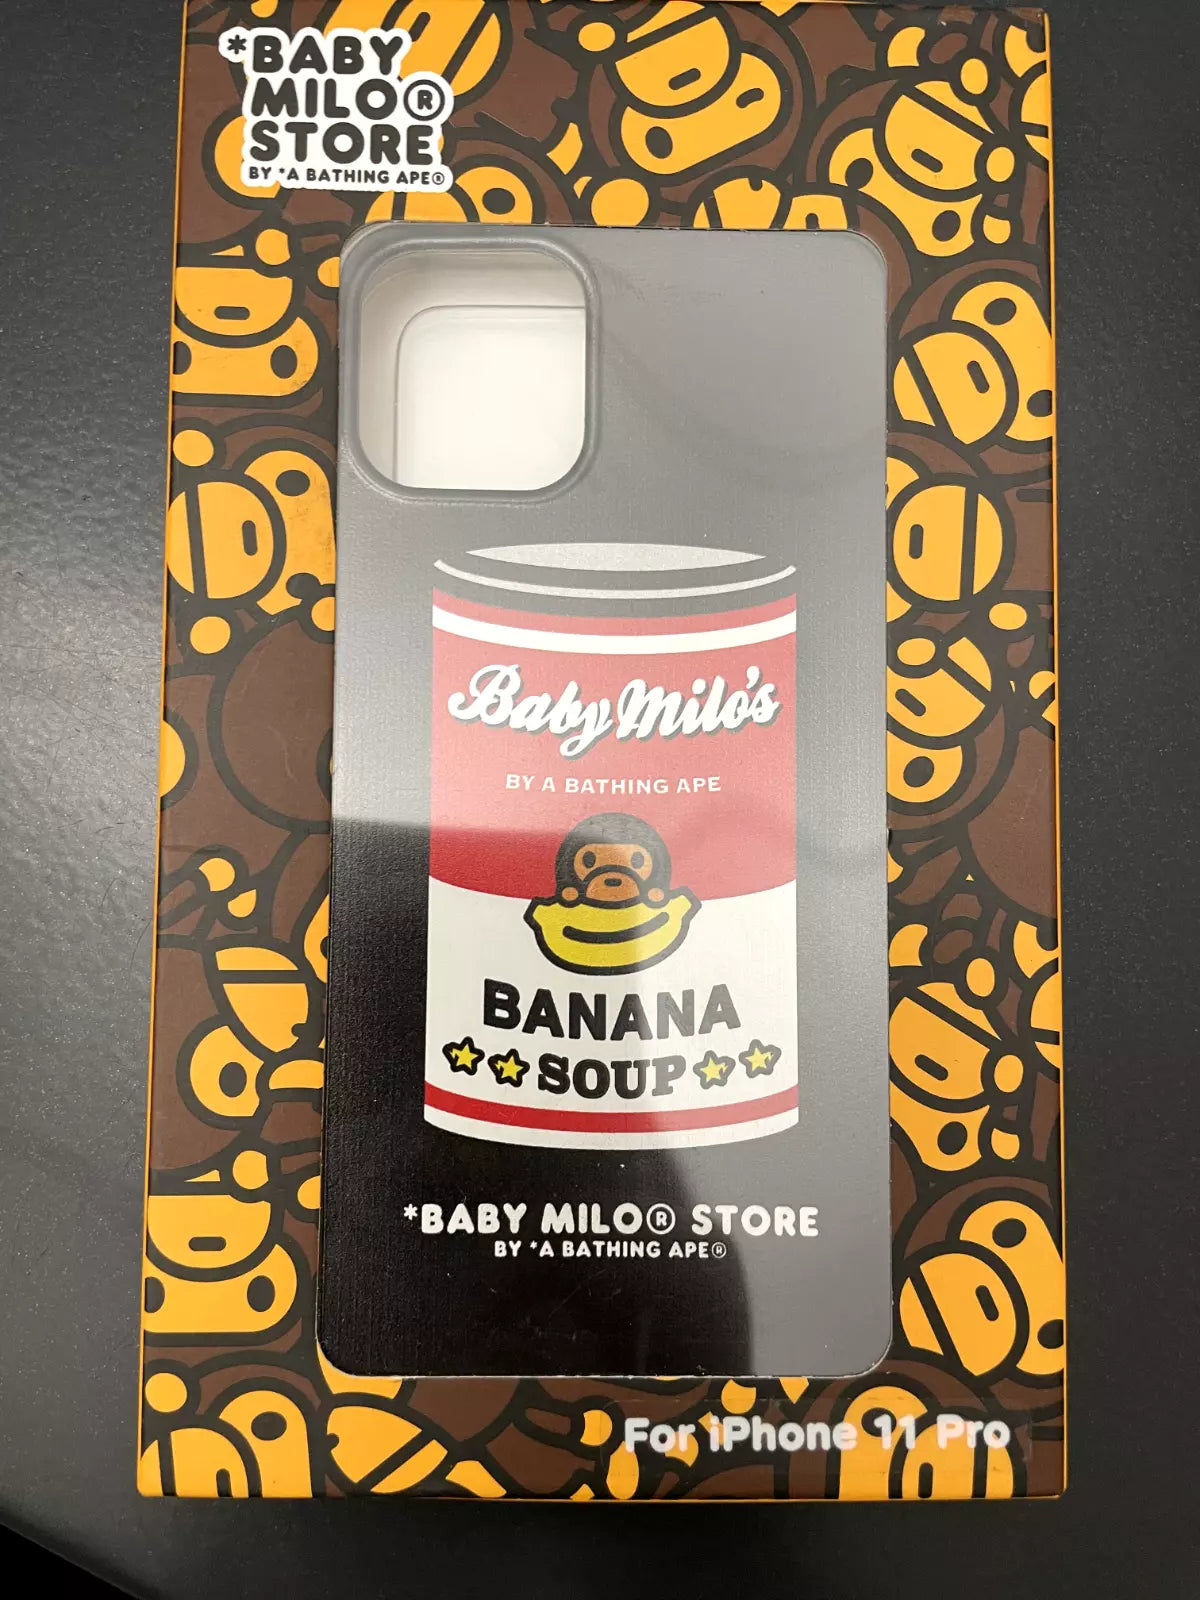 *BABY
MILO®
STORE
BY *A BATHING APE®
Baby Milo's
BY A BATHING APE
BANANA
SOUP
*BABY MILO® STORE
BY *A BATHING APE®
For iPhone 11 Pro